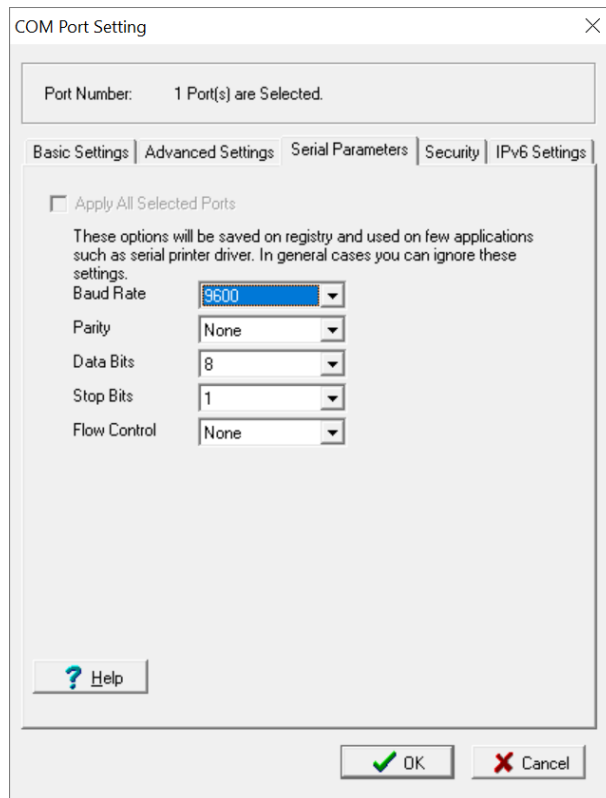 COM Port Setting
Port Number: 1 Port(s) are Selected.
Basic Settings Advanced Settings Serial Parameters Security IPv6 Settings
Apply All Selected Ports
These options will be saved on registry and used on few applications
such as serial printer driver. In general cases you can ignore these
settings.
Baud Rate 9600
Parity None
Data Bits 8
Stop Bits 1
Flow Control None
? Help
OK Cancel